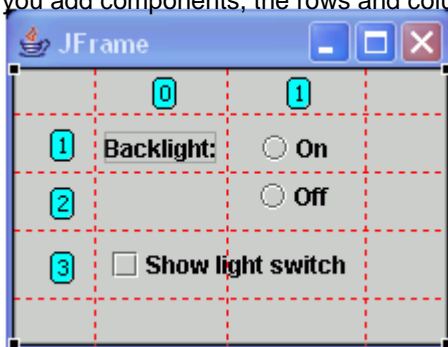 you add components, the rows and colu
JFrame
0 1
1 Backlight: On
2 Off
3 Show light switch